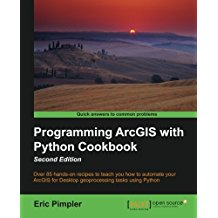 Quick answers to common problems
Programming ArcGIS with
Python Cookbook
Second Edition
Over 85 hands-on recipes to teach you how to automate your
ArcGIS for Desktop geoprocessing tasks using Python
Eric Pimpler
open source